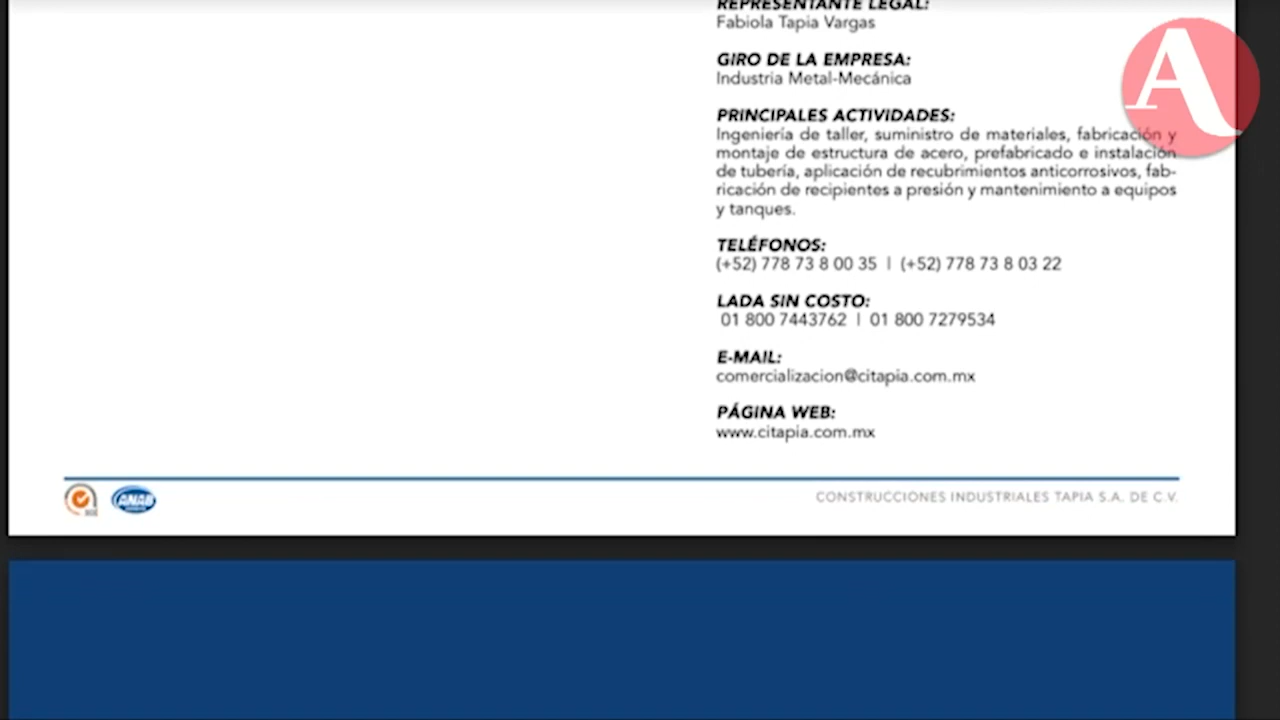 REPRESENTANTE LEGAL:
Fabiola Tapia Vargas
GIRO DE LA EMPRESA:
Industria Metal-Mecánica
PRINCIPALES ACTIVIDADES:
Ingeniería de taller, suministro de materiales, fabricación y
montaje de estructura de acero, prefabricado e instalación
de tubería, aplicación de recubrimientos anticorrosivos, fab-
ricación de recipientes a presión y mantenimiento a equipos
y tanques.
TELÉFONOS:
(+52) 778 73 8 00 35 | (+52) 778 73 8 03 22
LADA SIN COSTO:
01 800 7443762 | 01 800 7279534
E-MAIL:
comercializacion@citapia.com.mx
PÁGINA WEB:
www.citapia.com.mx
ANAB
CONSTRUCCIONES INDUSTRIALES TAPIA S.A. DE C.V.
A